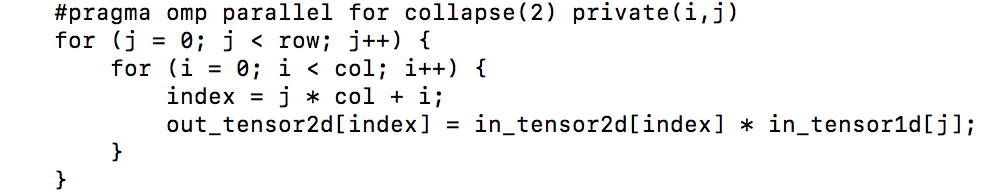 #pragma omp parallel for collapse(2) private(i,j)
for (j = 0; j < row; j++) {
    for (i = 0; i < col; i++) {
        index = j * col + i;
        out_tensor2d[index] = in_tensor2d[index] * in_tensor1d[j];
    }
}